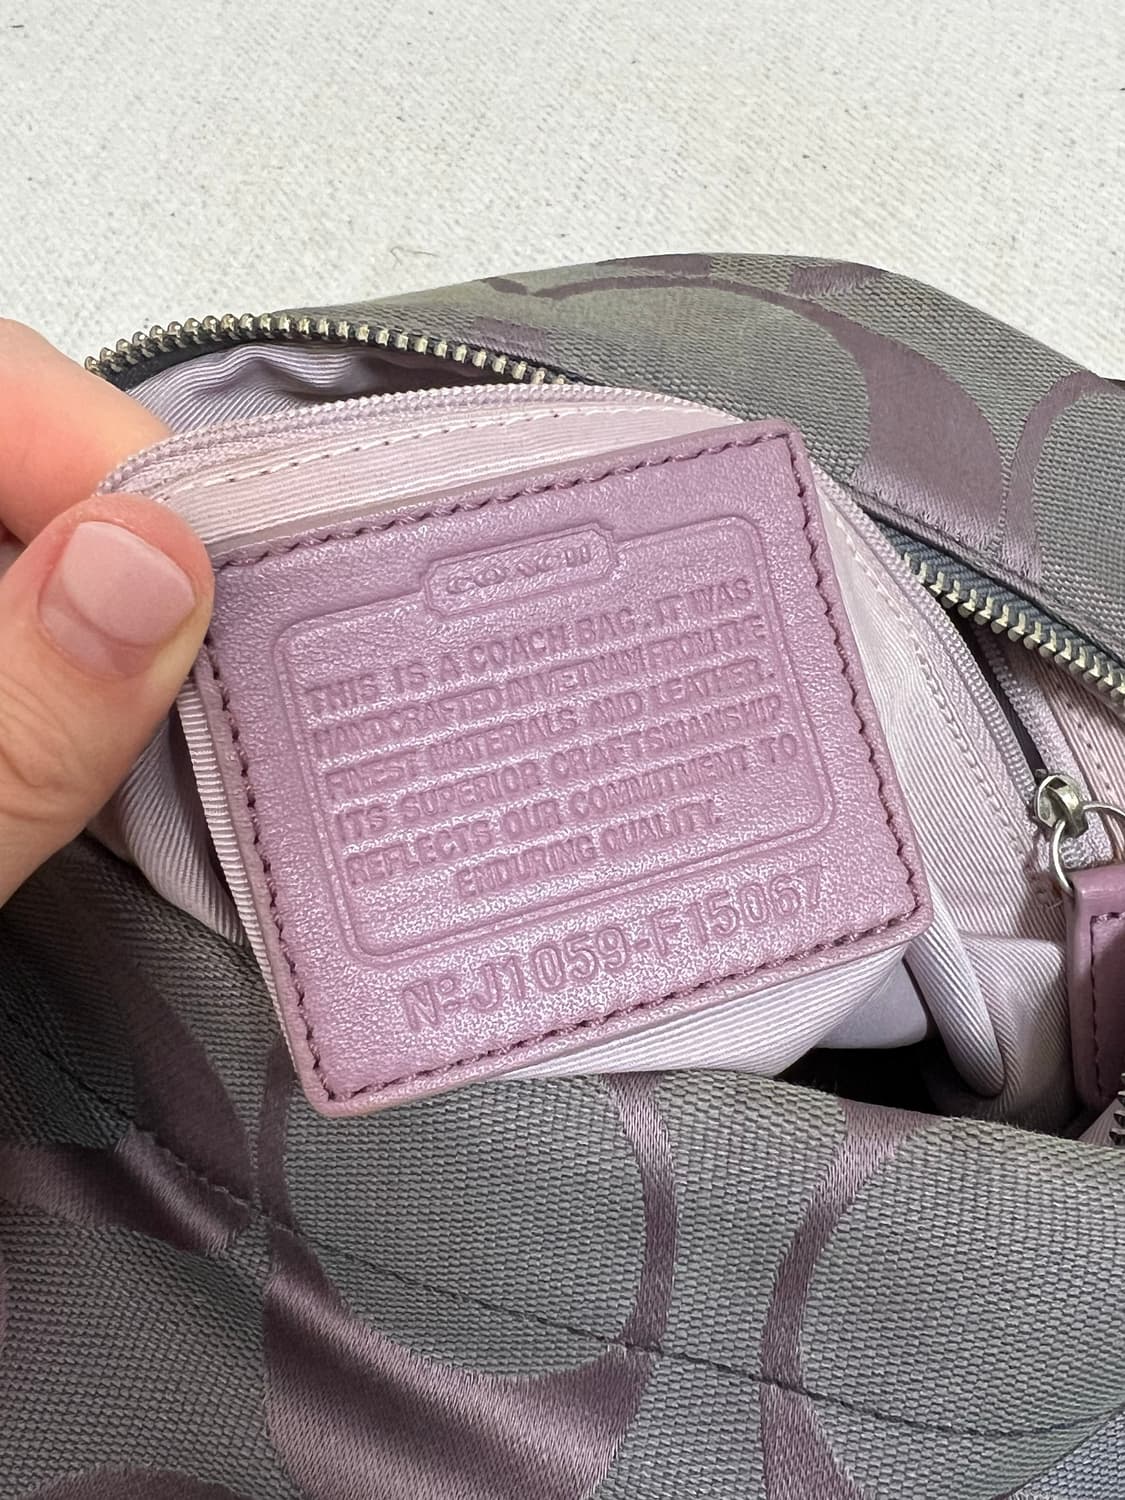 COACH
THIS IS A COACH BAG. IT WAS
HANDCRAFTED IN VIETNAM FROM THE
FINEST MATERIALS AND LEATHER.
ITS SUPERIOR CRAFTSMANSHIP
REFLECTS OUR COMMITMENT TO
ENDURING QUALITY.
Nº J1059-F15067